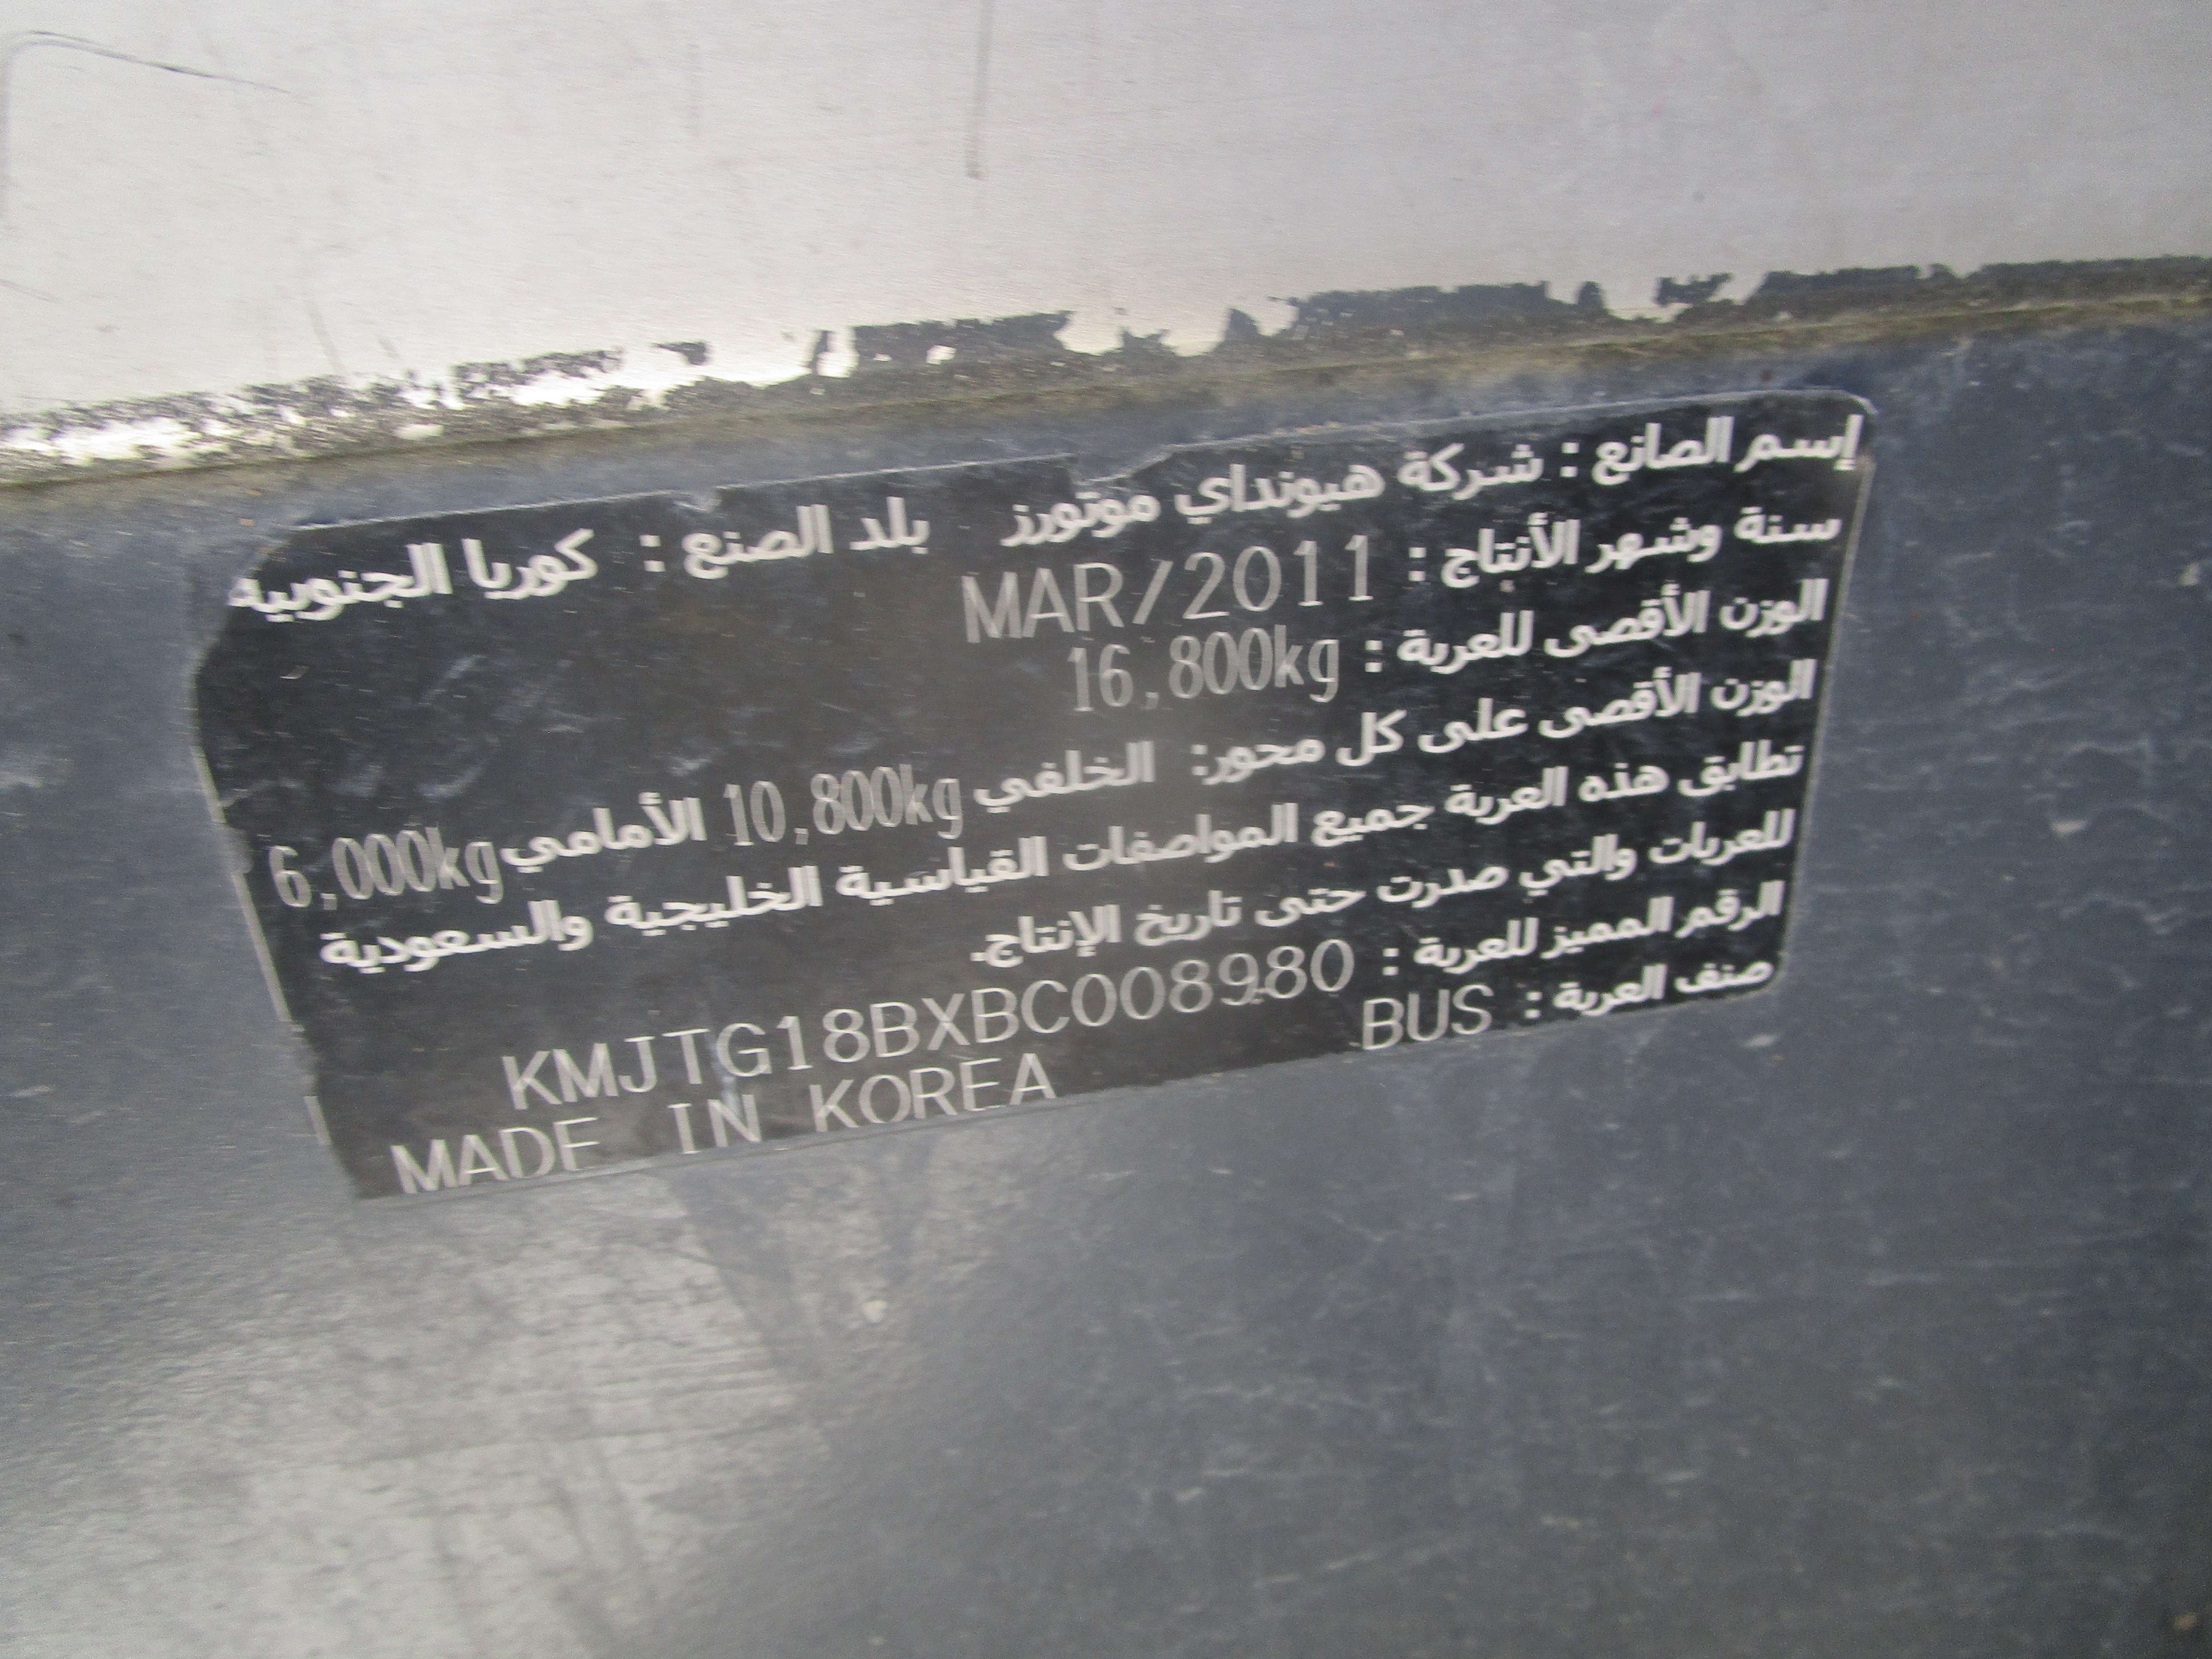 إسم الصانع : شركة هيونداي موتورز بلد الصنع : كوريا الجنوبية
سنة وشهر الأنتاج : MAR/2011
الوزن الأقصى للعربة : 16,800kg
الوزن الأقصى على كل محور: الخلفي 10,800kg الأمامي 6,000kg
تطابق هذه العربة جميع المواصفات القياسية الخليجية والسعودية
للعربات والتي صدرت حتى تاريخ الإنتاج.
الرقم المميز للعربة : KMJTG18BXBC008980
صنف العربة : BUS
MADE IN KOREA